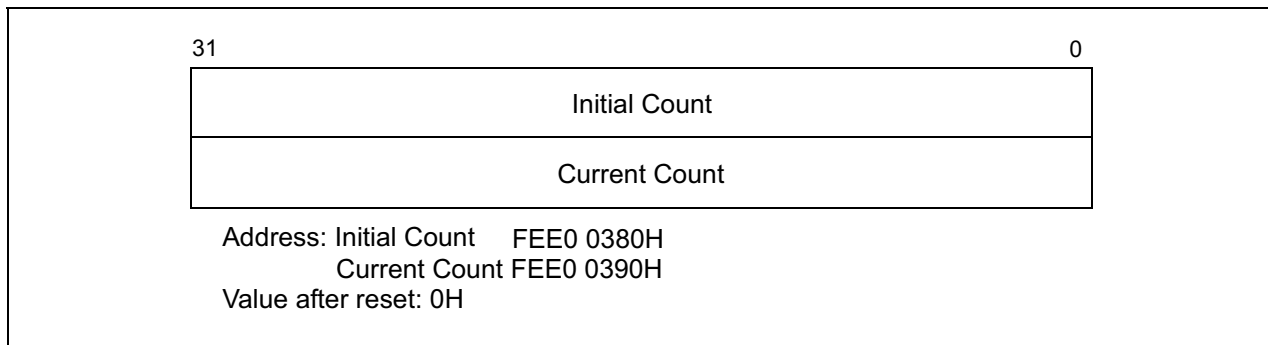 31 0
Initial Count
Current Count
Address: Initial Count FEE0 0380H
Current Count FEE0 0390H
Value after reset: 0H